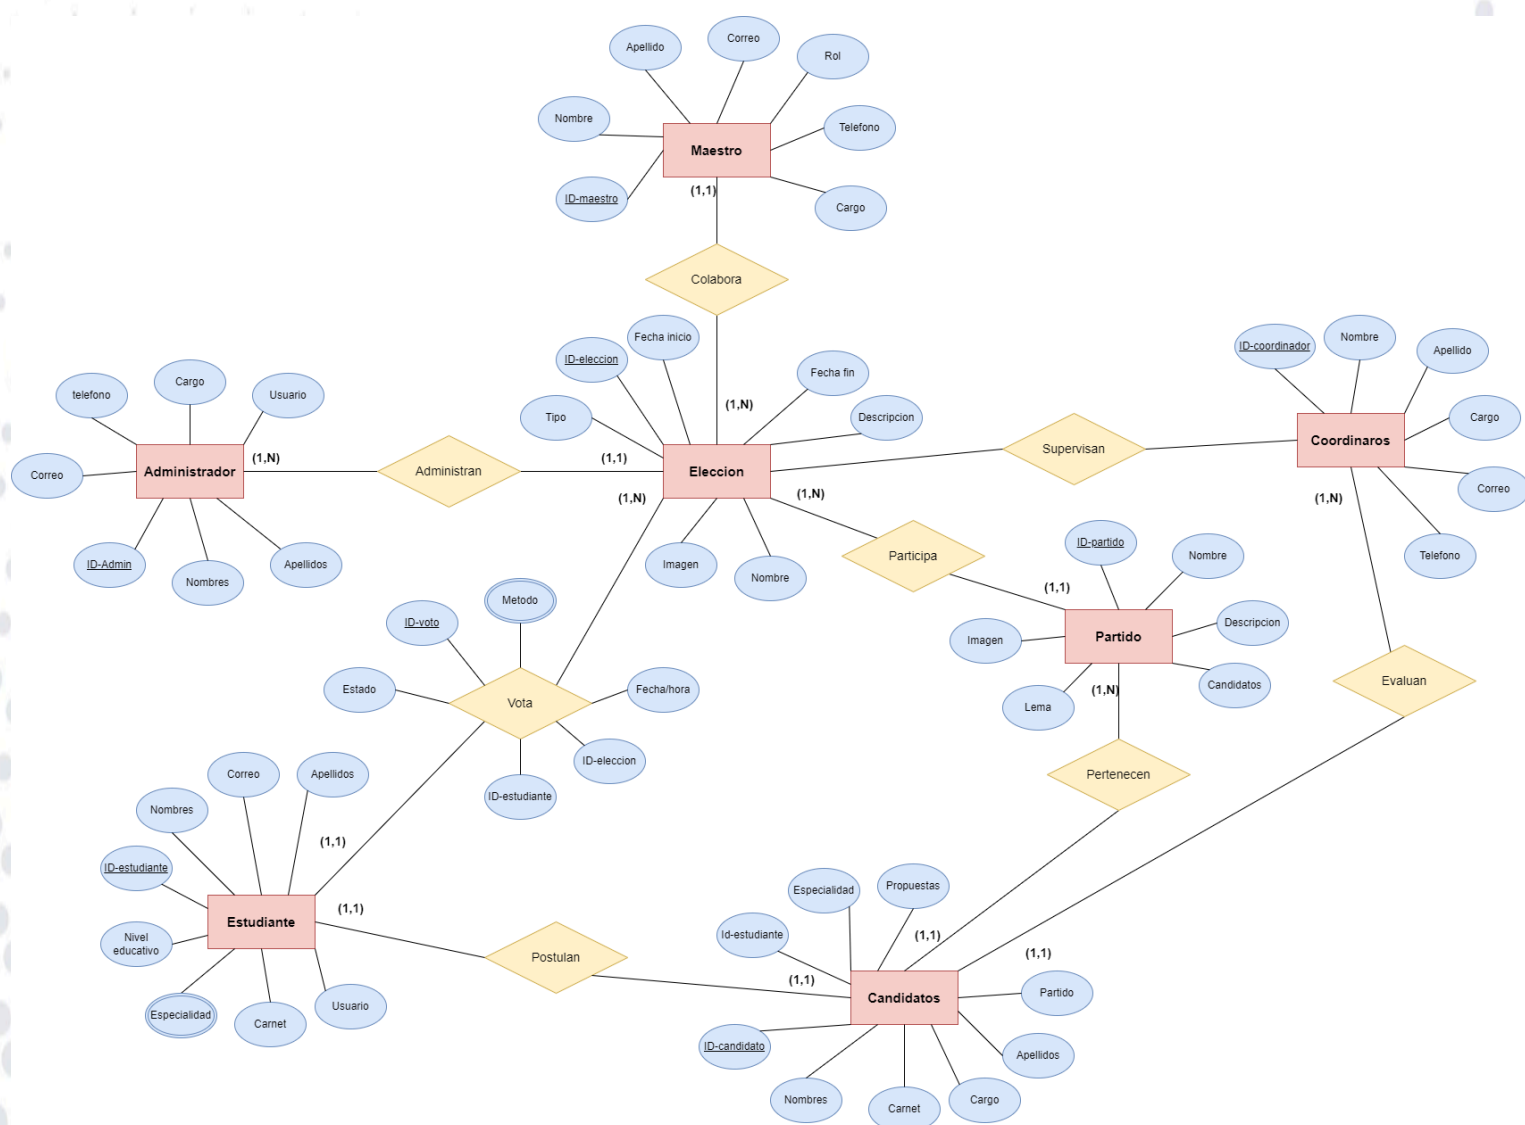 Apellido
Correo
Rol
Nombre
Telefono
Maestro
ID-maestro
(1,1)
Cargo
Colabora
ID-eleccion
Fecha inicio
Fecha fin
Tipo
Descripcion
(1,N)
Eleccion
Imagen
Nombre
telefono
Cargo
Usuario
Correo
Administrador
(1,N)
ID-Admin
Nombres
Apellidos
Administran
(1,1)
(1,N)
(1,N)
Supervisan
ID-coordinador
Nombre
Apellido
Cargo
Coordinaros
Correo
(1,N)
Telefono
Participa
(1,1)
ID-partido
Nombre
Imagen
Partido
Descripcion
Lema
(1,N)
Candidatos
Evaluan
Pertenecen
Metodo
ID-voto
Estado
Vota
Fecha/hora
ID-eleccion
ID-estudiante
(1,1)
Correo
Apellidos
Nombres
ID-estudiante
Estudiante
(1,1)
Nivel
educativo
Especialidad
Carnet
Usuario
Postulan
(1,1)
Especialidad
Propuestas
Id-estudiante
(1,1)
(1,1)
Candidatos
Partido
ID-candidato
Apellidos
Nombres
Carnet
Cargo